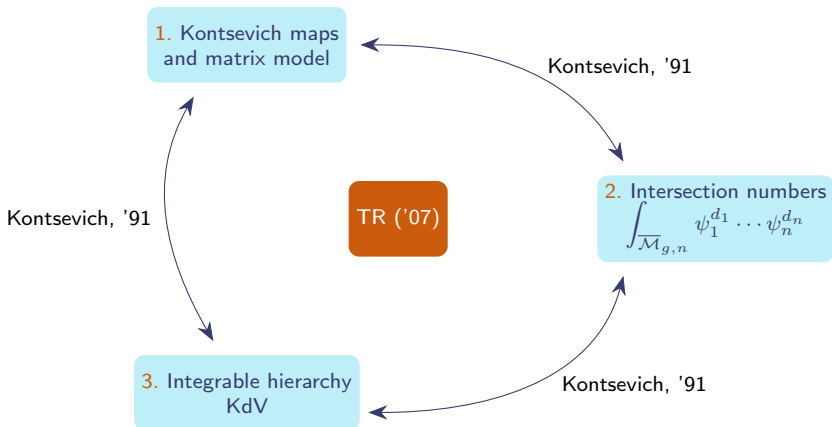 1. Kontsevich maps
and matrix model
Kontsevich, '91
Kontsevich, '91
TR ('07)
2. Intersection numbers
∫_{\overline{M}_{g,n}} ψ_1^{d_1} ⋯ ψ_n^{d_n}
Kontsevich, '91
3. Integrable hierarchy
KdV